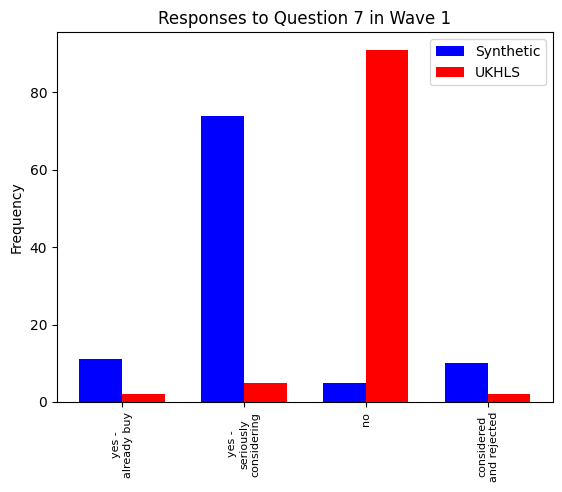 Responses to Question 7 in Wave 1
Synthetic
UKHLS
Frequency
80
60
40
20
0
yes -
already buy
yes -
seriously
considering
no
considered
and rejected